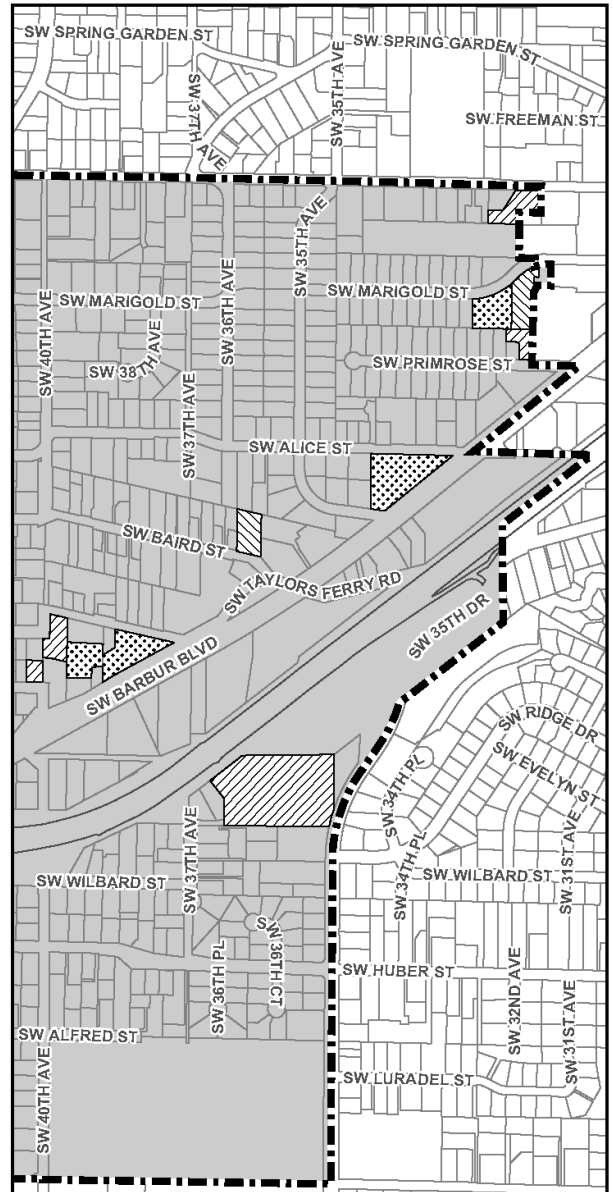 SW SPRING GARDEN ST
SW SPRING GARDEN ST
SW 37TH AVE
SW 35TH AVE
SW FREEMAN ST
SW 35TH AVE
SW 36TH AVE
SW MARIGOLD ST
SW MARIGOLD ST
SW 40TH AVE
SW 38TH AVE
SW PRIMROSE ST
SW 37TH AVE
SW ALICE ST
SW BAIRD ST
SW TAYLORS FERRY RD
SW 35TH DR
SW BARBUR BLVD
SW RIDGE DR
SW EVELYN ST
SW 34TH PL
SW 31ST AVE
SW 37TH AVE
SW WILBARD ST
SW WILBARD ST
SW 34TH PL
SW 36TH PL
SW 36TH CT
SW HUBER ST
SW 32ND AVE
SW 31ST AVE
SW ALFRED ST
SW 40TH AVE
SW LURADEL ST